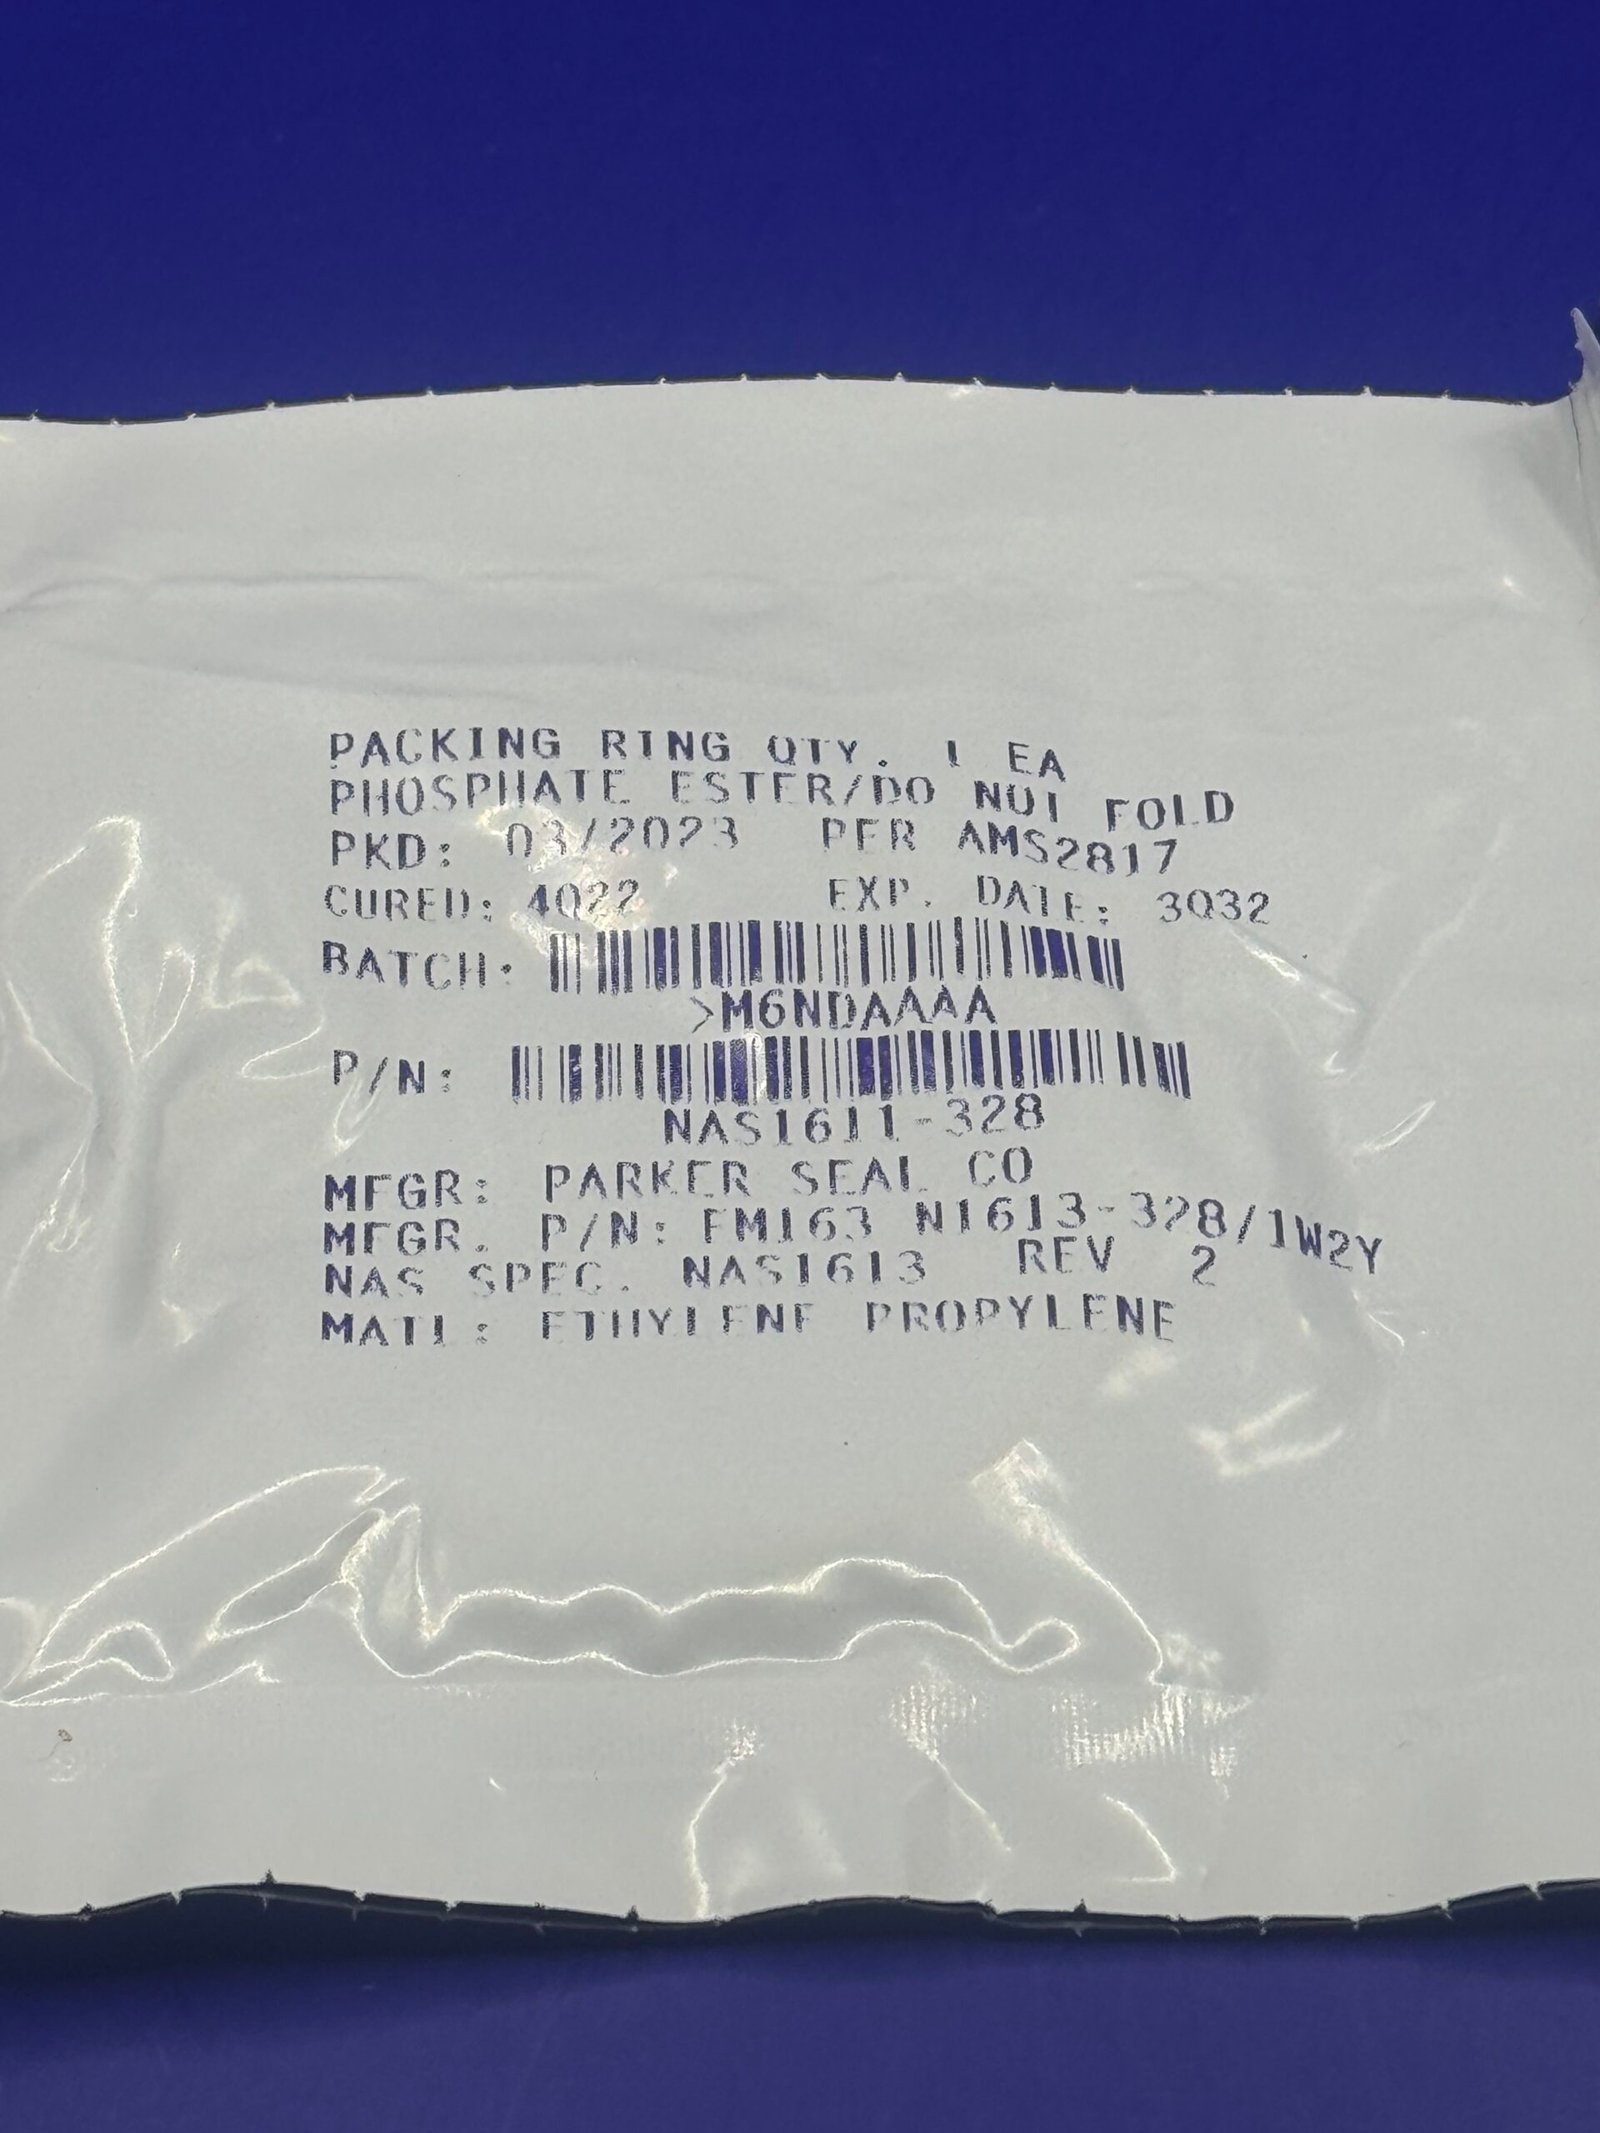 PACKING RING QTY. 1 EA
PHOSPHATE ESTER/DO NOT FOLD
PKD: 03/2023 PER AMS2817
CURED: 4Q22 EXP. DATE: 3Q32
BATCH:
>M6NDAAAA
P/N:
NAS1611-328
MFGR: PARKER SEAL CO
MFGR. P/N: FM163 N1613-328/1W2Y
NAS SPEC. NAS1613 REV 2
MATL: ETHYLENE PROPYLENE